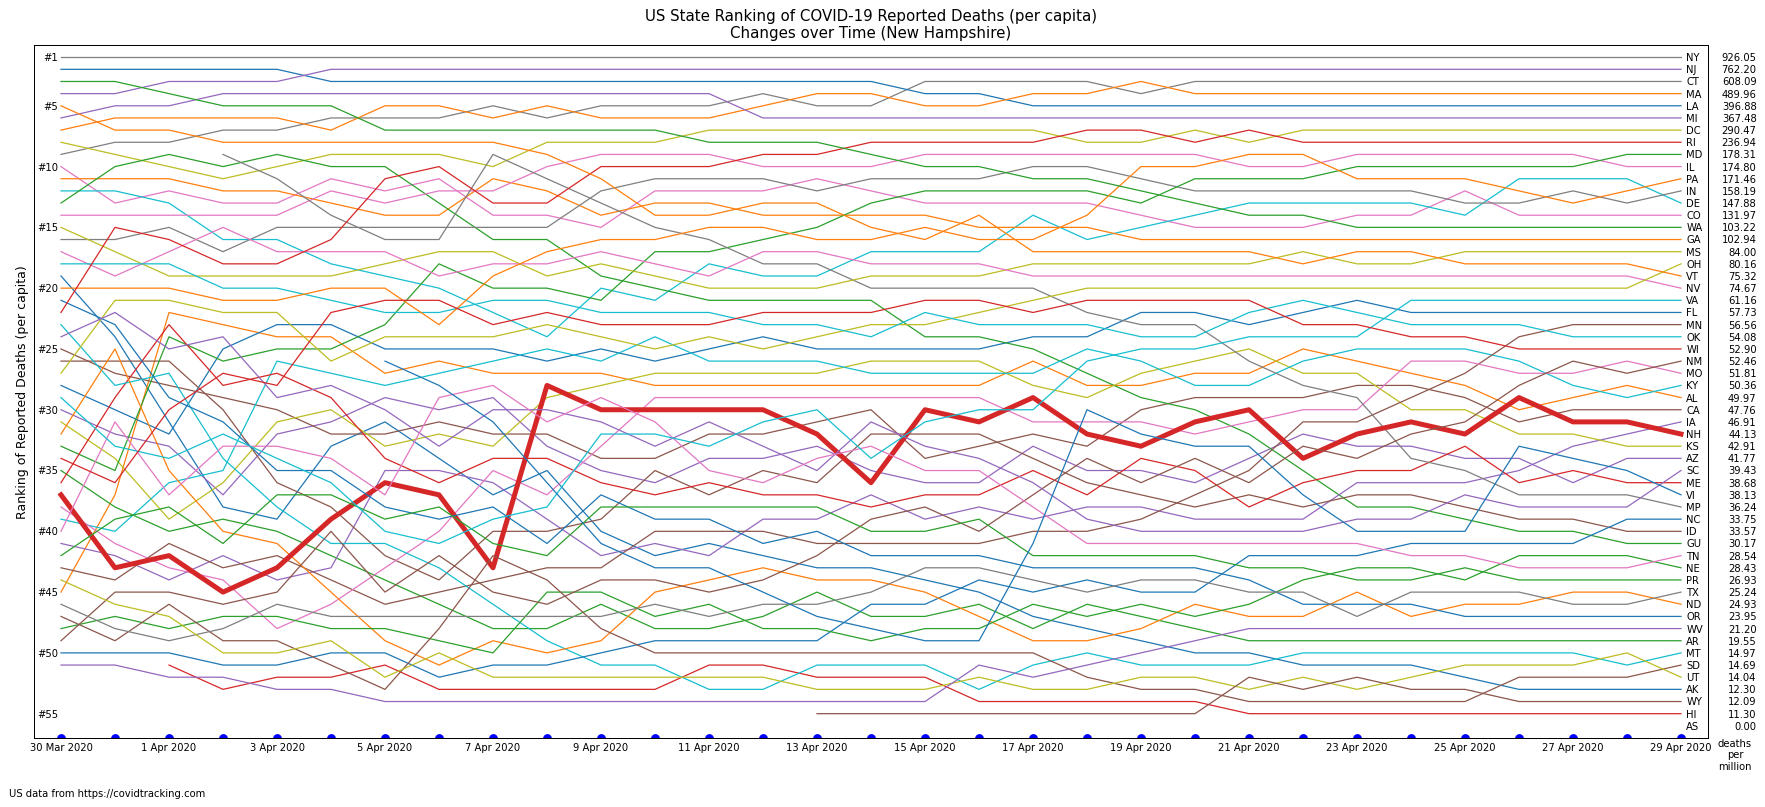 US State Ranking of COVID-19 Reported Deaths (per capita)
Changes over Time (New Hampshire)
Ranking of Reported Deaths (per capita)
#1
#5
#10
#15
#20
#25
#30
#35
#40
#45
#50
#55
NY 926.05
NJ 762.20
CT 608.09
MA 489.96
LA 396.88
MI 367.48
DC 290.47
RI 236.94
MD 178.31
IL 174.80
PA 171.46
IN 158.19
DE 147.88
CO 131.97
WA 103.22
GA 102.94
MS 84.00
OH 80.16
VT 75.32
NV 74.67
VA 61.16
FL 57.73
MN 56.56
OK 54.08
WI 52.90
NM 52.46
MO 51.81
KY 50.36
AL 49.97
CA 47.76
IA 46.91
NH 44.13
KS 42.91
AZ 41.77
SC 39.43
ME 38.68
VI 38.13
MP 36.24
NC 33.75
ID 33.57
GU 30.17
TN 28.54
NE 28.43
PR 26.93
TX 25.24
ND 24.93
OR 23.95
WV 21.20
AR 19.55
MT 14.97
SD 14.69
UT 14.04
AK 12.30
WY 12.09
HI 11.30
AS 0.00
30 Mar 2020 1 Apr 2020 3 Apr 2020 5 Apr 2020 7 Apr 2020 9 Apr 2020 11 Apr 2020 13 Apr 2020 15 Apr 2020 17 Apr 2020 19 Apr 2020 21 Apr 2020 23 Apr 2020 25 Apr 2020 27 Apr 2020 29 Apr 2020
deaths
per
million
US data from https://covidtracking.com